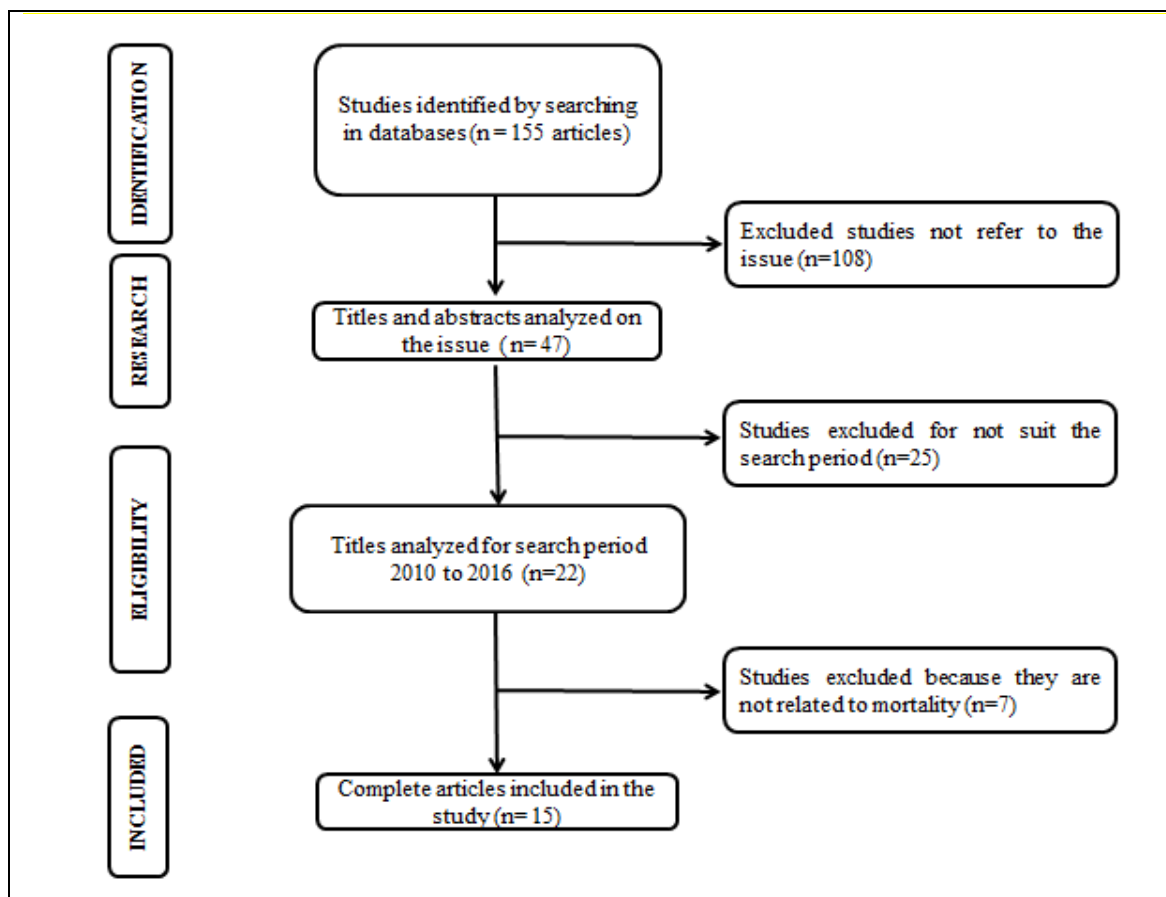 IDENTIFICATION
Studies identified by searching
in databases (n = 155 articles)
Excluded studies not refer to the
issue (n=108)
RESEARCH
Titles and abstracts analyzed on
the issue ( n= 47)
Studies excluded for not suit the
search period (n=25)
ELIGIBILITY
Titles analyzed for search period
2010 to 2016 (n=22)
Studies excluded because they are
not related to mortality (n=7)
INCLUDED
Complete articles included in the
study (n= 15)